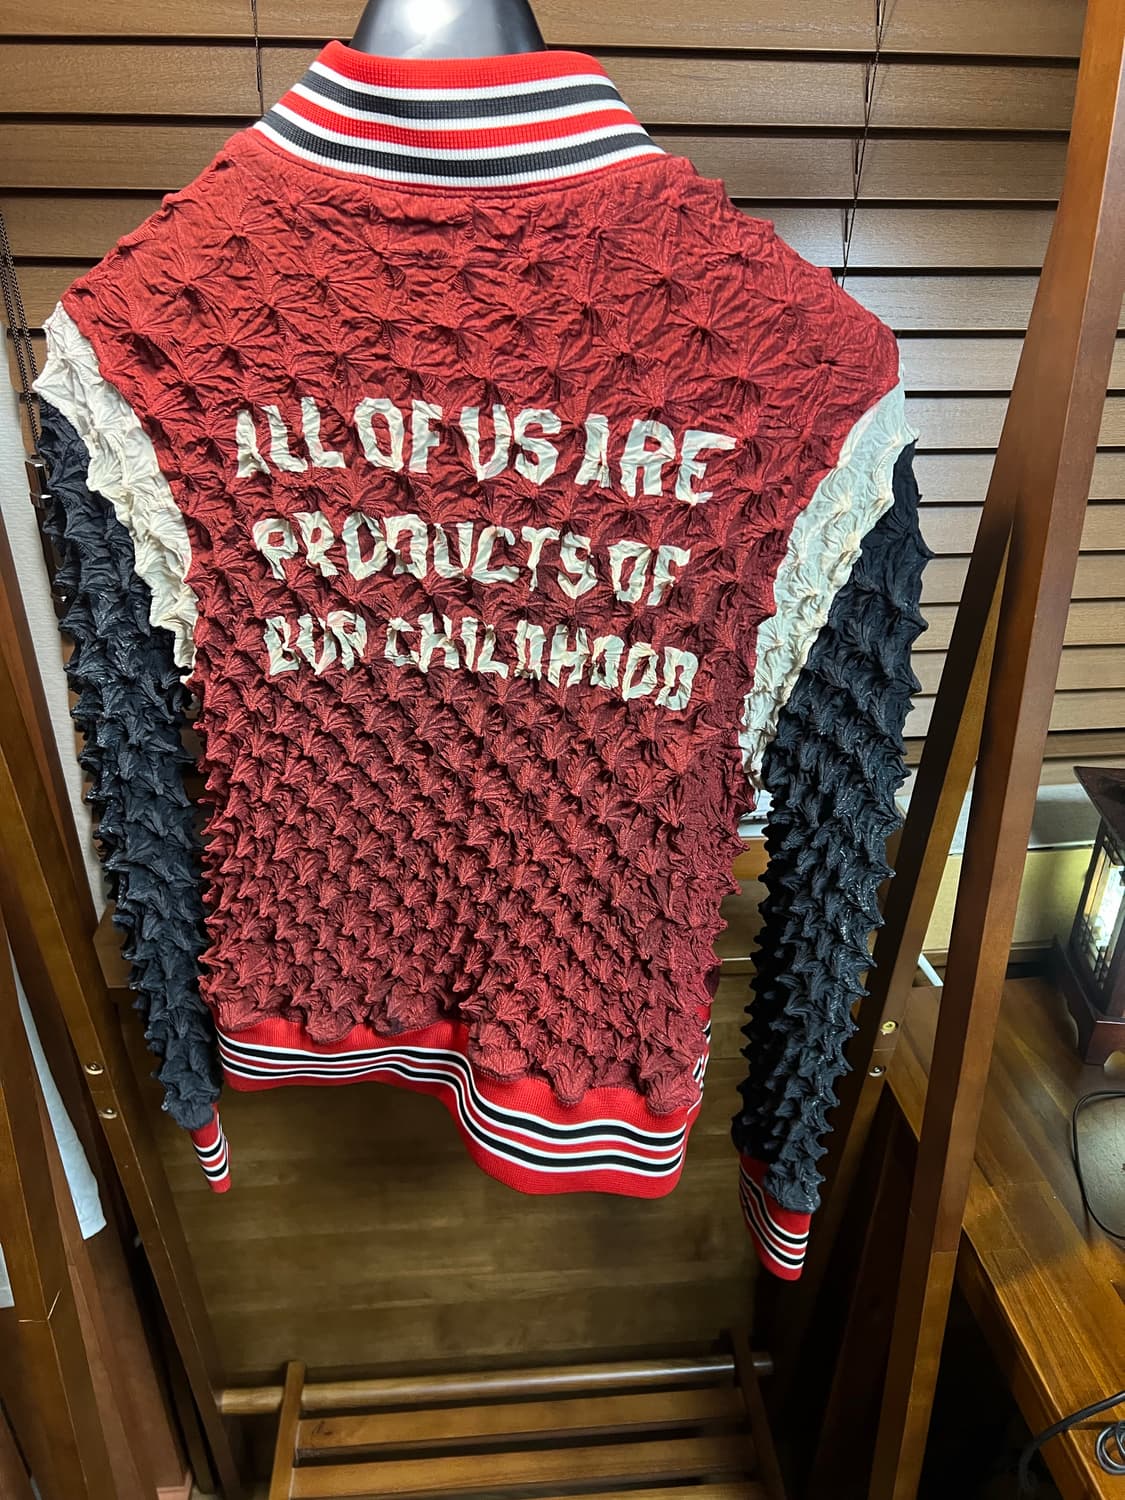 ALL OF US ARE
PRODUCTS OF
OUR CHILDHOOD